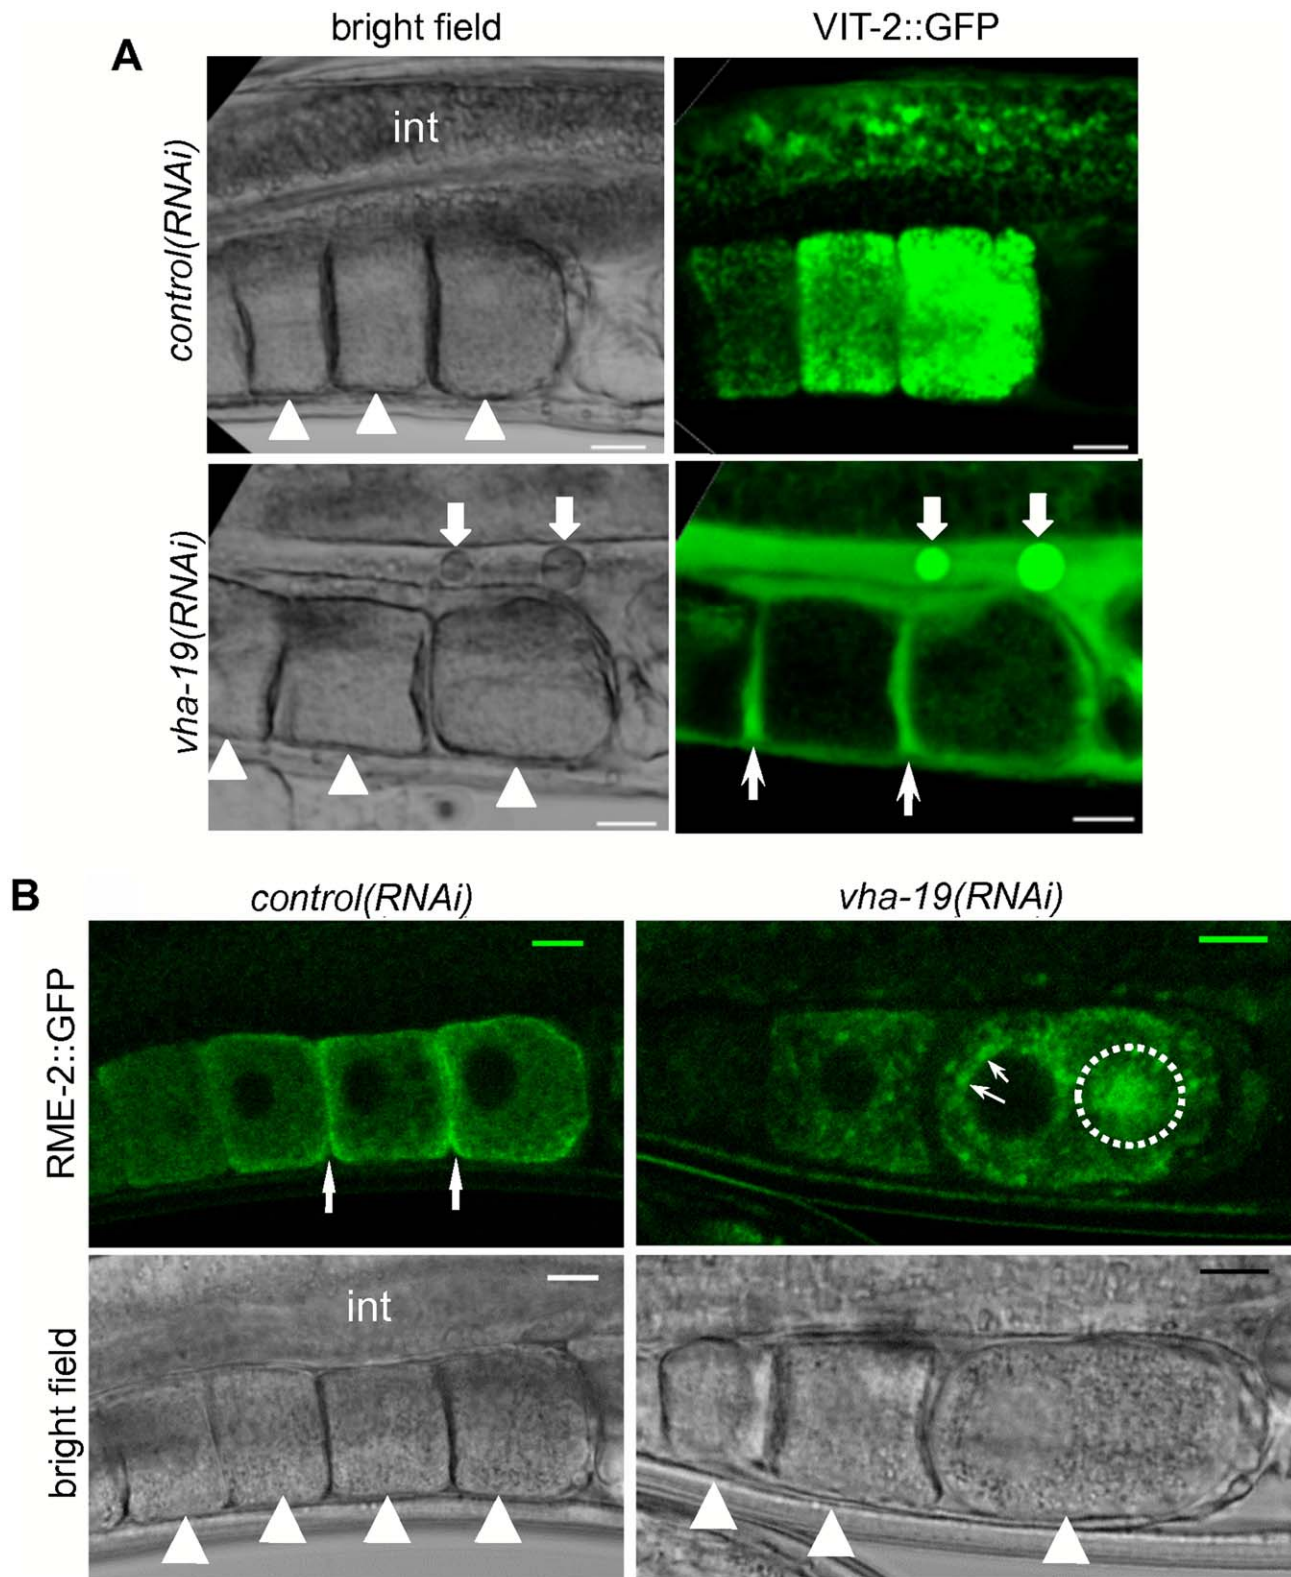 A
bright field
VIT-2::GFP
control(RNAi)
int
vha-19(RNAi)
B
control(RNAi)
vha-19(RNAi)
RME-2::GFP
bright field
int